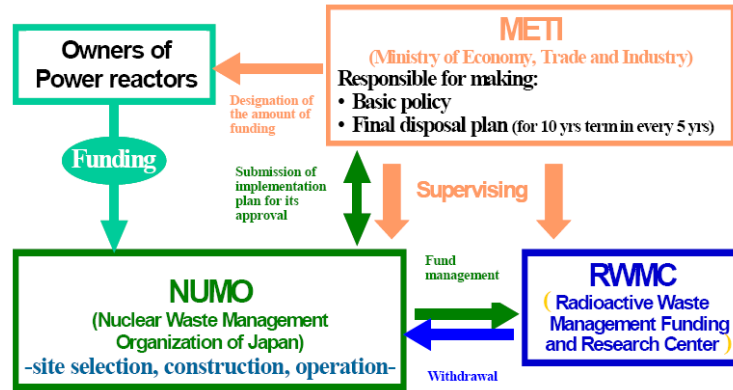 Owners of
Power reactors
METI
(Ministry of Economy, Trade and Industry)
Responsible for making:
• Basic policy
• Final disposal plan (for 10 yrs term in every 5 yrs)
Designation of
the amount of
funding
Funding
Submission of
implementation
plan for its
approval
Supervising
NUMO
(Nuclear Waste Management
Organization of Japan)
-site selection, construction, operation-
Fund
management
Withdrawal
RWMC
( Radioactive Waste
Management Funding
and Research Center )